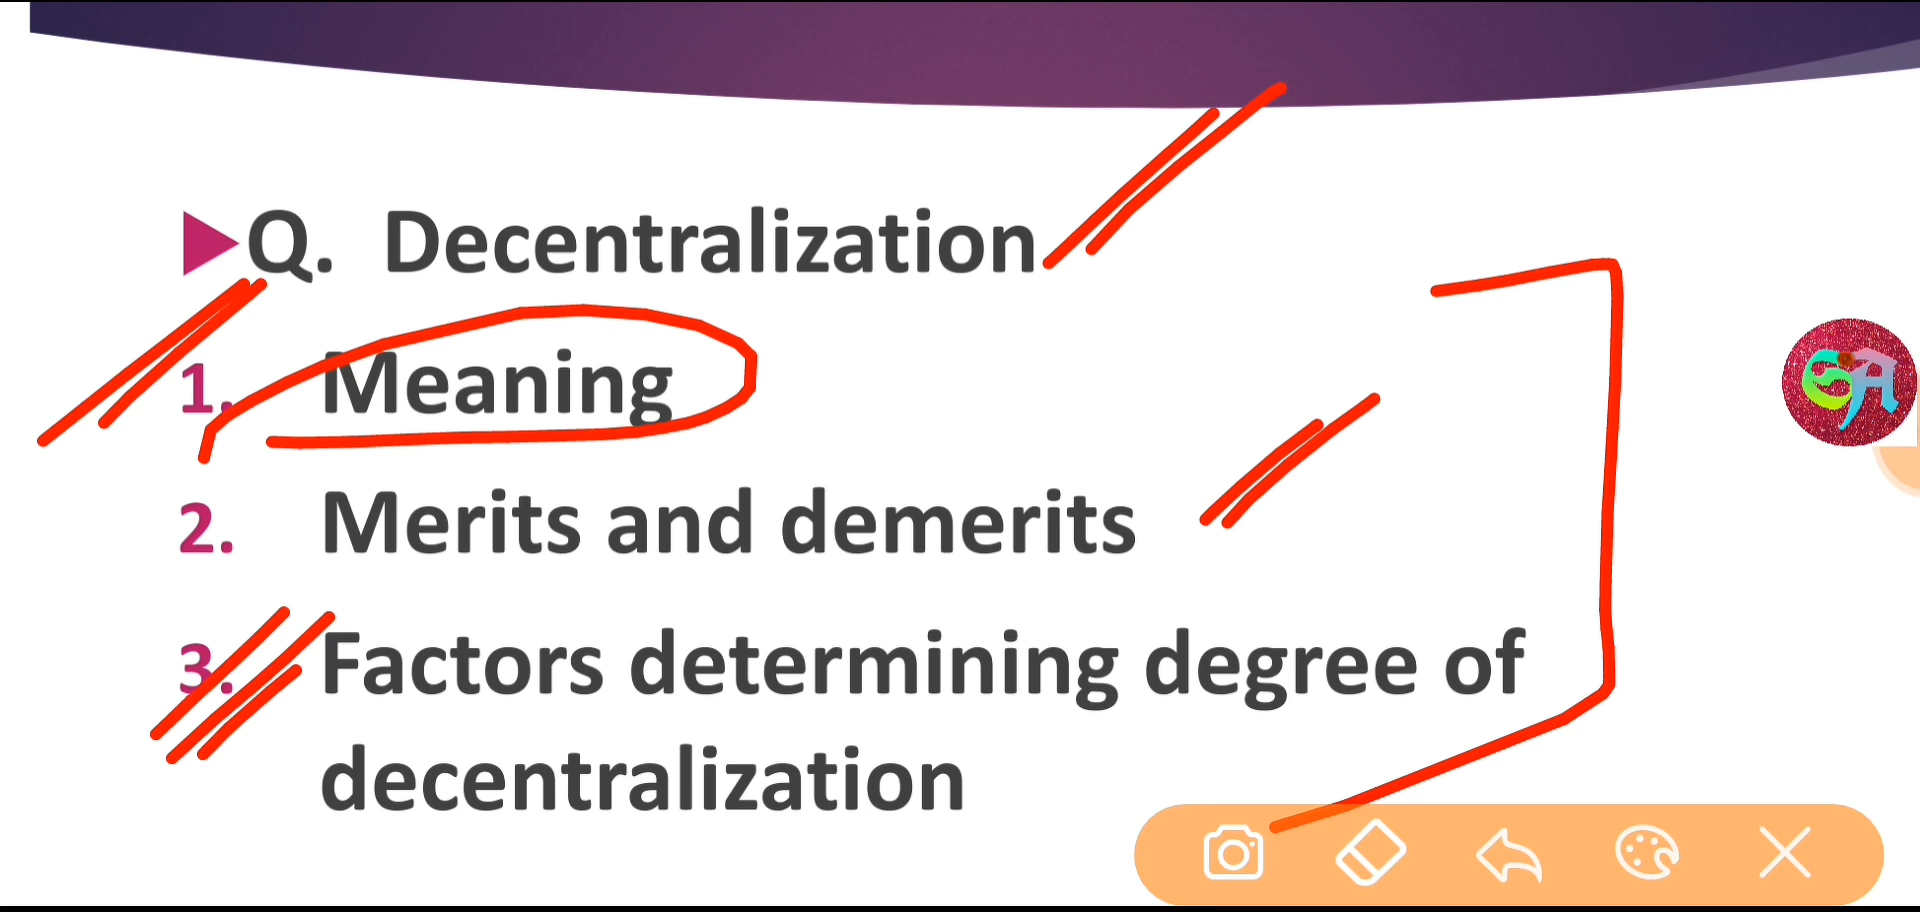 Q. Decentralization
1. Meaning
2. Merits and demerits
3. Factors determining degree of
decentralization